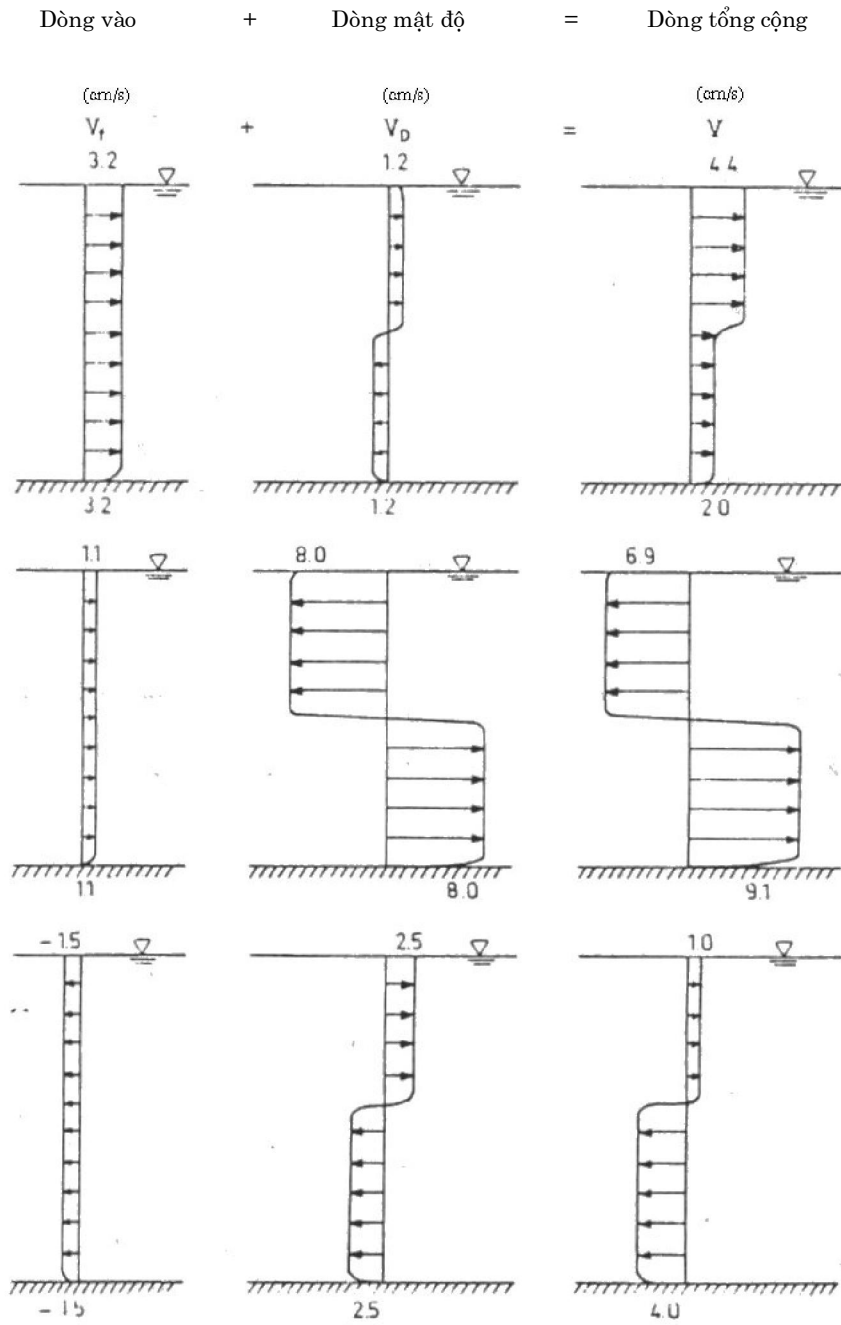 Dòng vào + Dòng mật độ = Dòng tổng cộng
(cm/s) (cm/s) (cm/s)
V_f + V_D = V
3.2 1.2 4.4
3.2 1.2 2.0
1.1 8.0 6.9
1.1 8.0 9.1
-1.5 2.5 1.0
-1.5 2.5 4.0